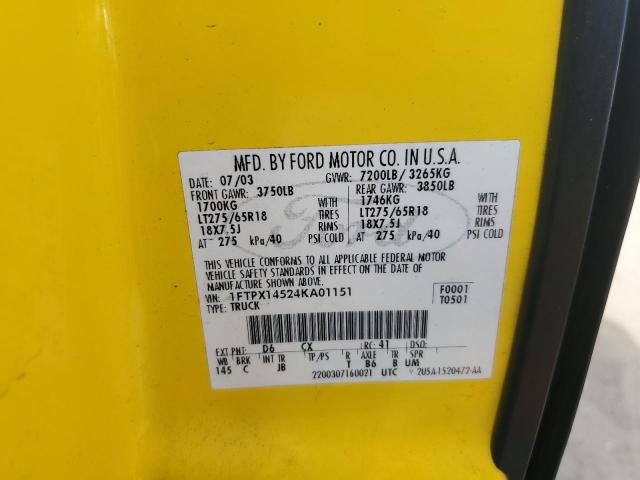 MFD. BY FORD MOTOR CO. IN U.S.A.
DATE: 07/03 GVWR: 7200LB/ 3265KG
FRONT GAWR: 3750LB REAR GAWR: 3850LB
1700KG WITH 1746KG WITH
LT275/65R18 TIRES LT275/65R18 TIRES
18X7.5J RIMS 18X7.5J RIMS
AT 275 kPa/40 PSI COLD AT 275 kPa/40 PSI COLD
Ford
THIS VEHICLE CONFORMS TO ALL APPLICABLE FEDERAL MOTOR
VEHICLE SAFETY STANDARDS IN EFFECT ON THE DATE OF
MANUFACTURE SHOWN ABOVE.
VIN: 1FTPX14524KA01151 F0001
TYPE: TRUCK T0501
EXT PNT: D6 CX RC: 41 DSO:
WB BRK INT TR TP/PS R AXLE TR SPR
145 C JB T B6 B UM
2200307160021 UTC 2U5A-1520472-AA